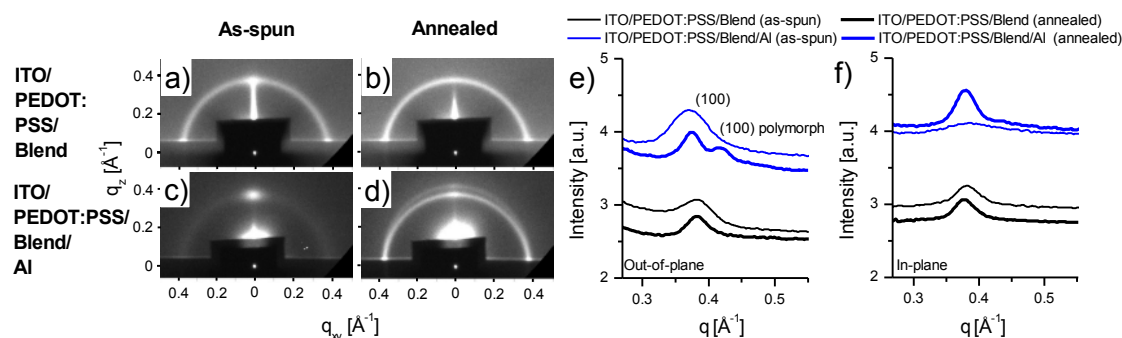 As-spun
Annealed
ITO/
PEDOT:
PSS/
Blend
ITO/
PEDOT:PSS/
Blend/
Al
a)
b)
c)
d)
0.4
0.2
0
0.4
0.2
0
q_z [Å⁻¹]
0.4 0.2 0 0.2 0.4
0.4 0.2 0 0.2 0.4
q_xy [Å⁻¹]
ITO/PEDOT:PSS/Blend (as-spun)
ITO/PEDOT:PSS/Blend (annealed)
ITO/PEDOT:PSS/Blend/Al (as-spun)
ITO/PEDOT:PSS/Blend/Al (annealed)
e)
(100)
(100) polymorph
5
4
3
2
Intensity [a.u.]
Out-of-plane
0.3 0.4 0.5
q [Å⁻¹]
f)
5
4
3
2
Intensity [a.u.]
In-plane
0.3 0.4 0.5
q [Å⁻¹]